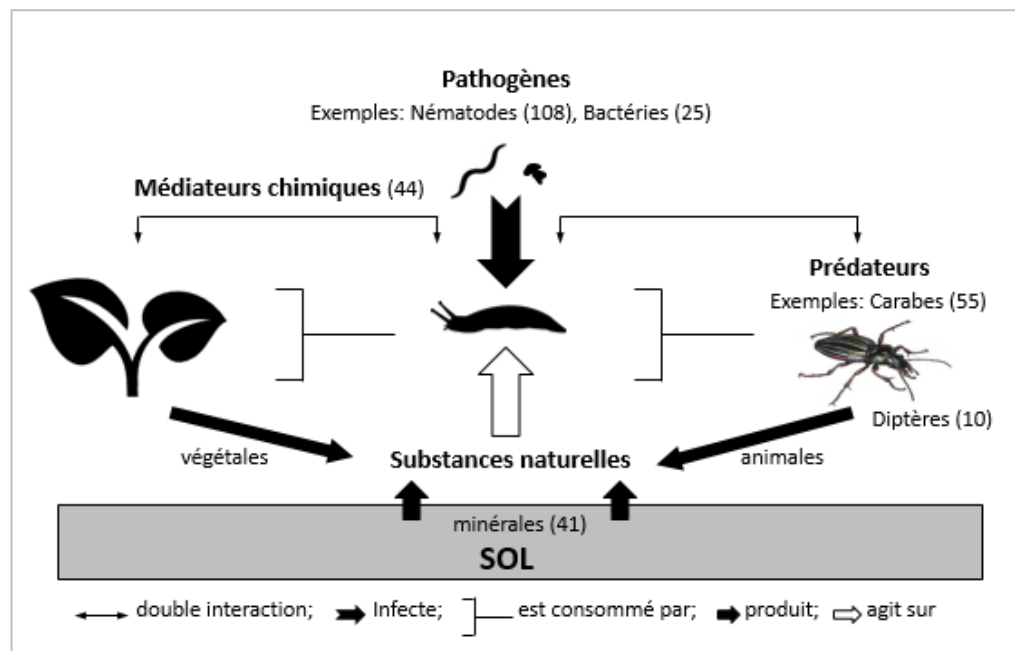 Pathogènes
Exemples: Nématodes (108), Bactéries (25)
Médiateurs chimiques (44)
Prédateurs
Exemples: Carabes (55)
Diptères (10)
végétales
Substances naturelles
animales
minérales (41)
SOL
double interaction; Infecte; est consommé par; produit; agit sur